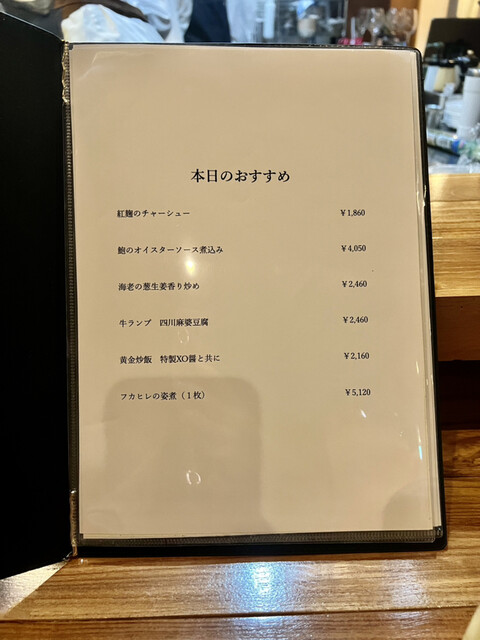 本日のおすすめ
紅麹のチャーシュー ￥1,860
鮑のオイスターソース煮込み ￥4,050
海老の葱生姜香り炒め ￥2,460
牛ランプ　四川麻婆豆腐 ￥2,460
黄金炒飯　特製XO醤と共に ￥2,160
フカヒレの姿煮（１枚） ￥5,120